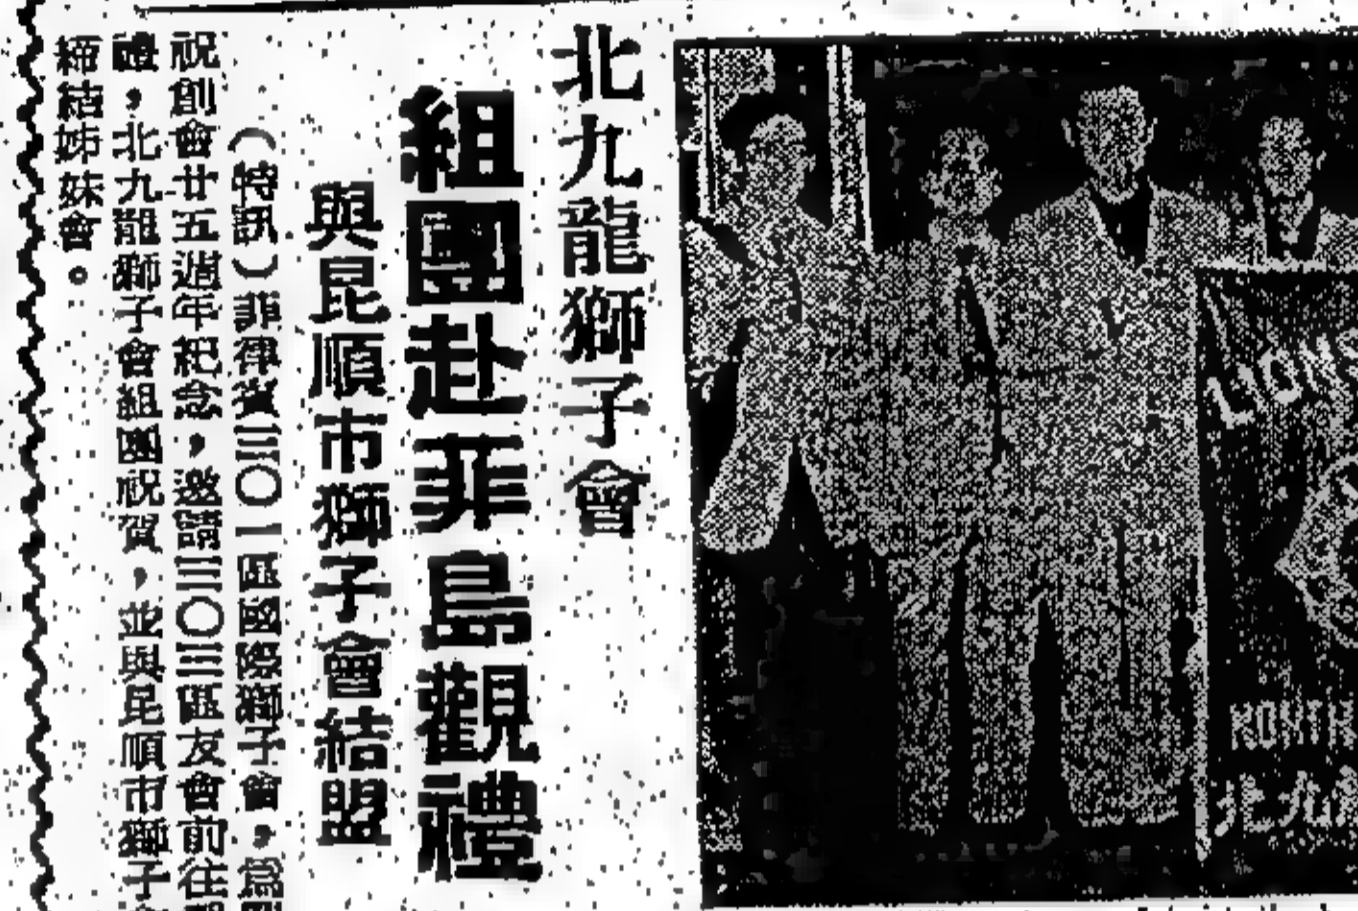 北九龍獅子會
組團赴菲島觀禮
與昆順市獅子會結盟
（特訊）菲律賓三〇一區國際獅子會，爲
祝創會廿五週年紀念，邀請三〇三區友會前往
禮，北九龍獅子會組團祝賀，並與昆順市獅子
締結姊妹會。
LIONS
NORTH
北九